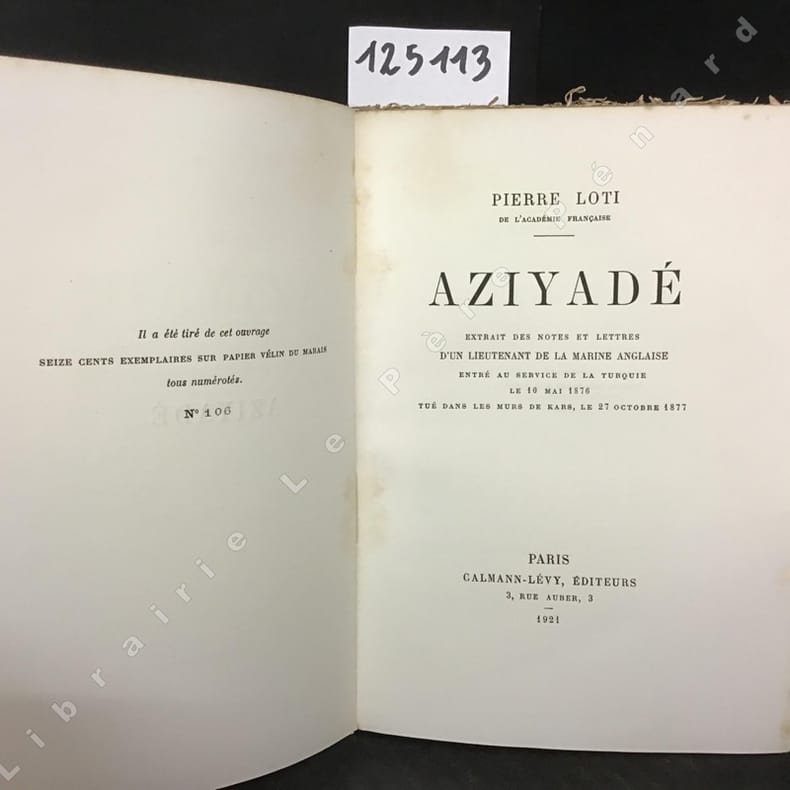 125113
Il a été tiré de cet ouvrage
SEIZE CENTS EXEMPLAIRES SUR PAPIER VÉLIN DU MARAIS
tous numérotés.
N° 106
PIERRE LOTI
DE L'ACADÉMIE FRANÇAISE
AZIYADÉ
EXTRAIT DES NOTES ET LETTRES
D'UN LIEUTENANT DE LA MARINE ANGLAISE
ENTRÉ AU SERVICE DE LA TURQUIE
LE 10 MAI 1876
TUÉ DANS LES MURS DE KARS, LE 27 OCTOBRE 1877
PARIS
CALMANN-LÉVY, ÉDITEURS
3, RUE AUBER, 3
1921
Librairie Le Père Pénard
AZIYADÉ